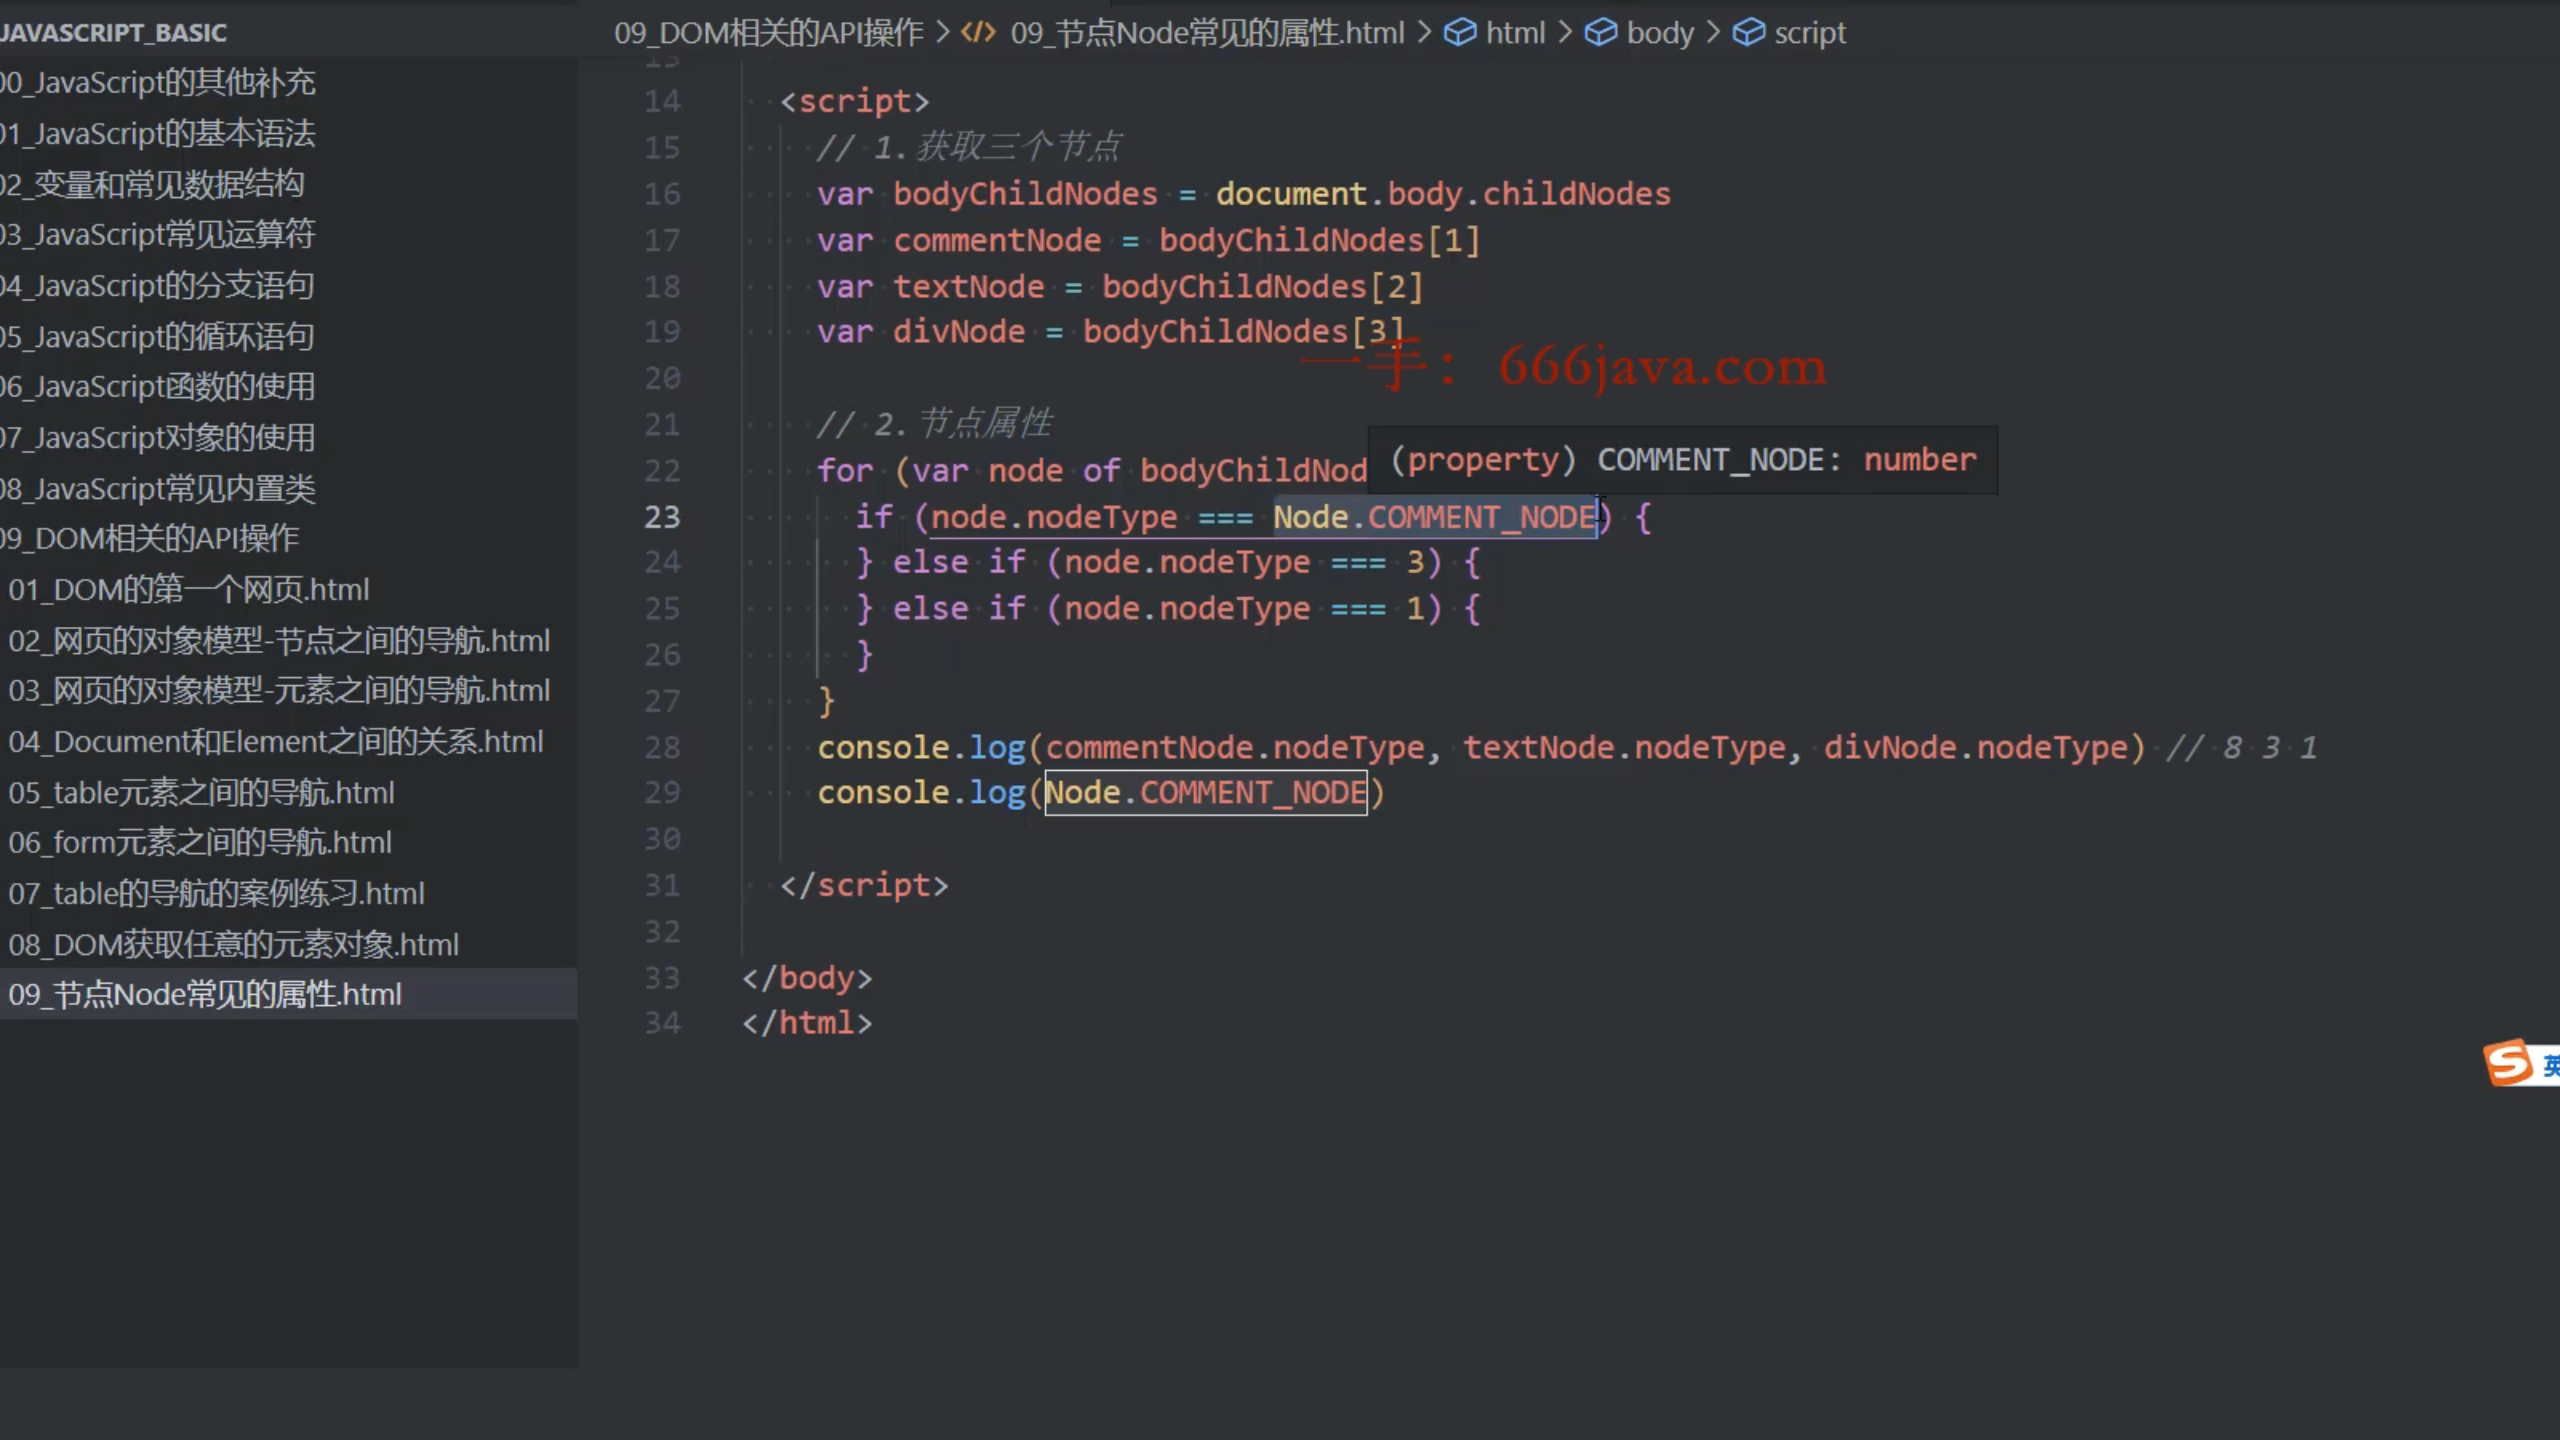 JAVASCRIPT_BASIC
00_JavaScript的其他补充
01_JavaScript的基本语法
02_变量和常见数据结构
03_JavaScript常见运算符
04_JavaScript的分支语句
05_JavaScript的循环语句
06_JavaScript函数的使用
07_JavaScript对象的使用
08_JavaScript常见内置类
09_DOM相关的API操作
01_DOM的第一个网页.html
02_网页的对象模型-节点之间的导航.html
03_网页的对象模型-元素之间的导航.html
04_Document和Element之间的关系.html
05_table元素之间的导航.html
06_form元素之间的导航.html
07_table的导航的案例练习.html
08_DOM获取任意的元素对象.html
09_节点Node常见的属性.html
09_DOM相关的API操作 > </> 09_节点Node常见的属性.html > html > body > script
13
14 <script>
15 // 1.获取三个节点
16 var bodyChildNodes = document.body.childNodes
17 var commentNode = bodyChildNodes[1]
18 var textNode = bodyChildNodes[2]
19 var divNode = bodyChildNodes[3]
一手：666java.com
20
21 // 2.节点属性
(property) COMMENT_NODE: number
22 for (var node of bodyChildNod
23 if (node.nodeType === Node.COMMENT_NODE) {
24 } else if (node.nodeType === 3) {
25 } else if (node.nodeType === 1) {
26 }
27 }
28 console.log(commentNode.nodeType, textNode.nodeType, divNode.nodeType) // 8 3 1
29 console.log(Node.COMMENT_NODE)
30
31 </script>
32
33 </body>
34 </html>
英